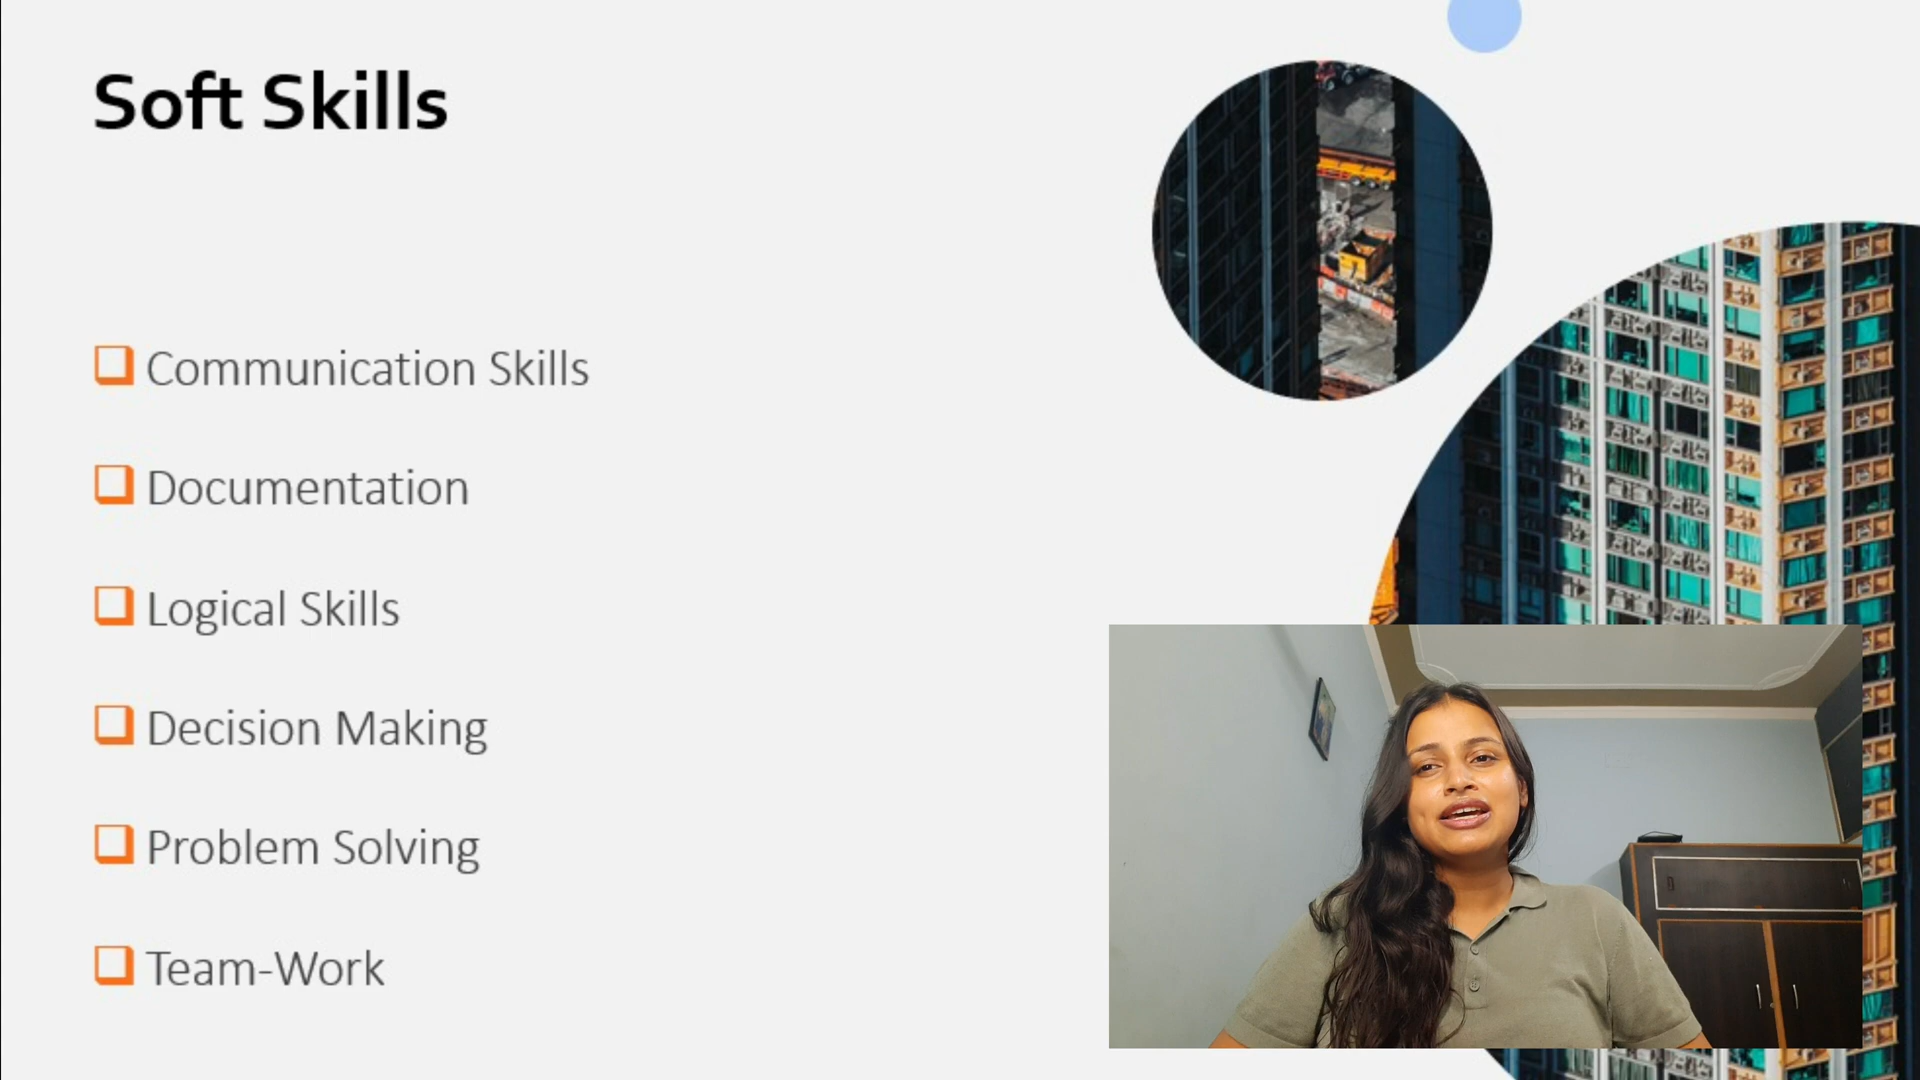 Soft Skills
Communication Skills
Documentation
Logical Skills
Decision Making
Problem Solving
Team-Work